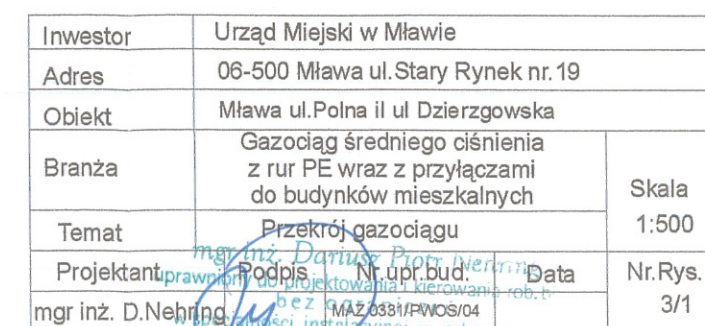 Inwestor Urząd Miejski w Mławie
Adres 06-500 Mława ul.Stary Rynek nr.19
Obiekt Mława ul.Polna il ul Dzierzgowska
Branża Gazociąg średniego ciśnienia
z rur PE wraz z przyłączami
do budynków mieszkalnych
Skala
1:500
Temat Przekrój gazociągu
mgr inż. Dariusz Piotr Nehring
Projektant Podpis Nr.upr.bud. Data Nr.Rys.
uprawniony do projektowania i kierowania rob.
bez
mgr inż. D.Nehring MAZ/0381/PWOS/04 3/1